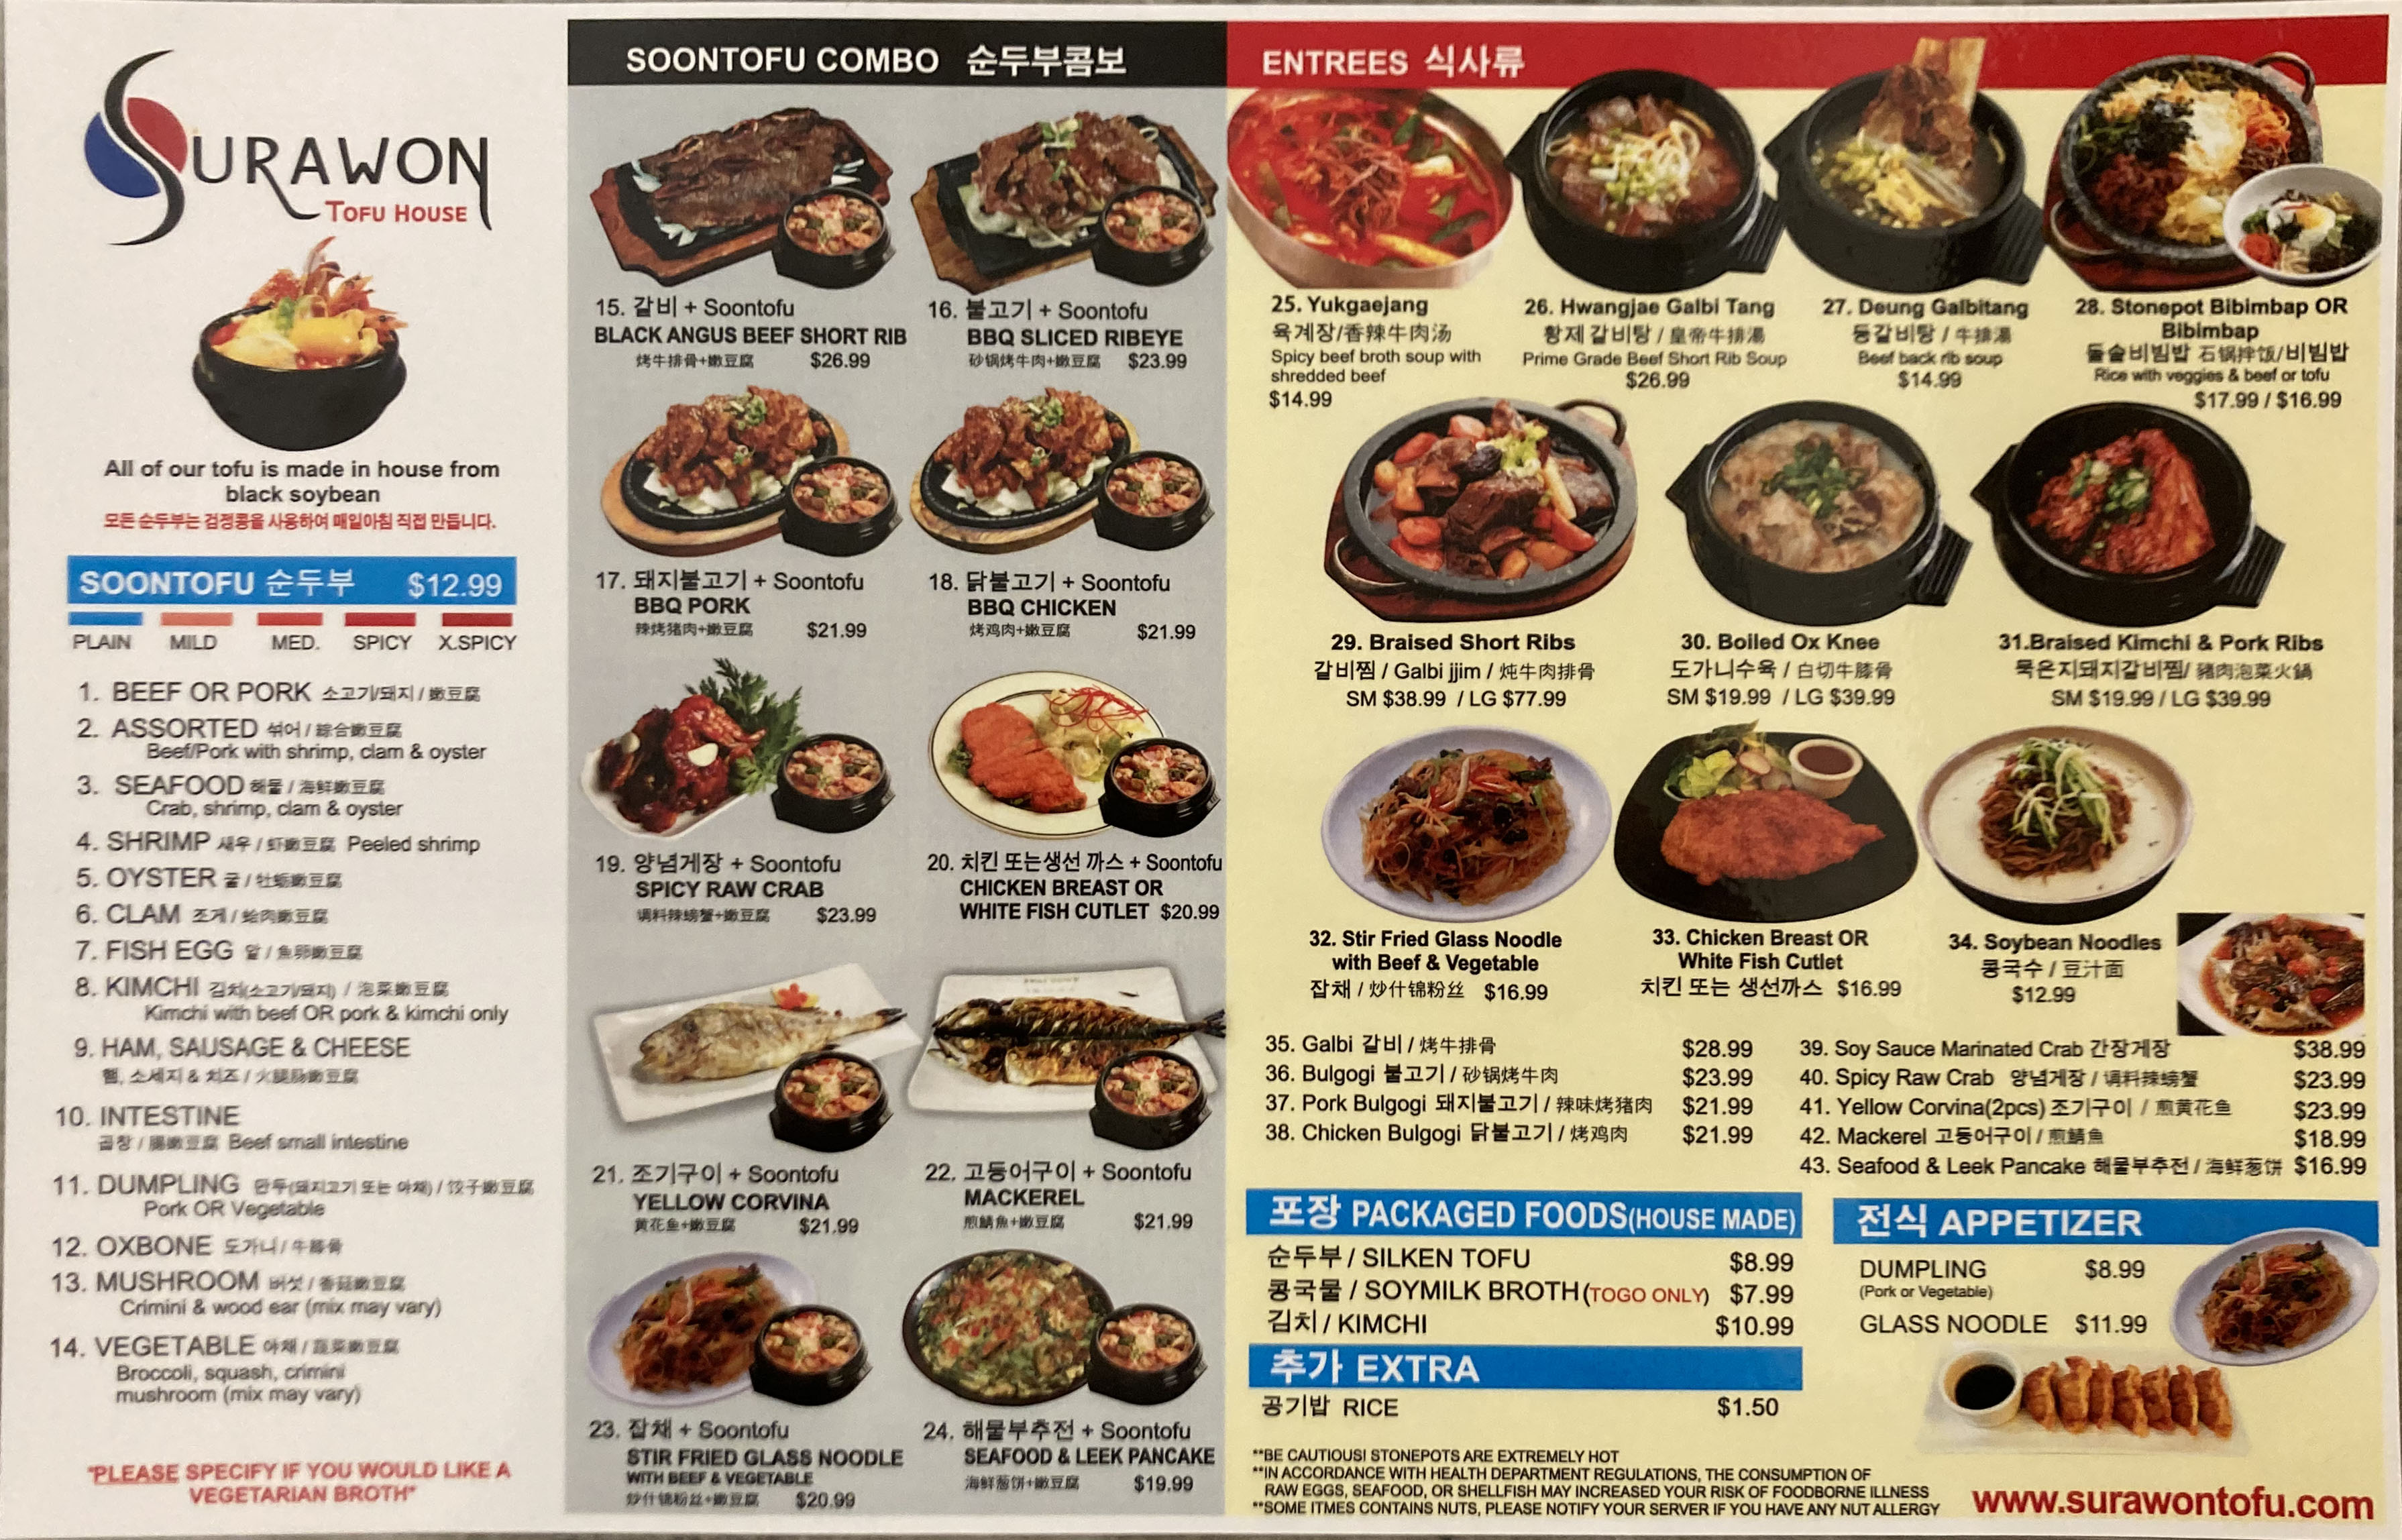 SURAWON
TOFU HOUSE
All of our tofu is made in house from
black soybean
모든 순두부는 검정콩을 사용하여 매일아침 직접 만듭니다.
SOONTOFU 순두부 $12.99
PLAIN MILD MED. SPICY X.SPICY
1. BEEF OR PORK 소고기/돼지 / 嫩豆腐
2. ASSORTED 섞어 / 綜合嫩豆腐
Beef/Pork with shrimp, clam & oyster
3. SEAFOOD 해물 / 海鲜嫩豆腐
Crab, shrimp, clam & oyster
4. SHRIMP 새우 / 虾嫩豆腐 Peeled shrimp
5. OYSTER 굴 / 牡蛎嫩豆腐
6. CLAM 조게 / 蛤肉嫩豆腐
7. FISH EGG 알 / 魚卵嫩豆腐
8. KIMCHI 김치(소고기/돼지) / 泡菜嫩豆腐
Kimchi with beef OR pork & kimchi only
9. HAM, SAUSAGE & CHEESE
햄, 소세지 & 치즈 / 火腿肠嫩豆腐
10. INTESTINE
곱창 / 腸嫩豆腐 Beef small intestine
11. DUMPLING 만두(돼지고기 또는 야채) / 饺子嫩豆腐
Pork OR Vegetable
12. OXBONE 도가니 / 牛膝骨
13. MUSHROOM 버섯 / 香菇嫩豆腐
Crimini & wood ear (mix may vary)
14. VEGETABLE 야채 / 蔬菜嫩豆腐
Broccoli, squash, crimini
mushroom (mix may vary)
*PLEASE SPECIFY IF YOU WOULD LIKE A
VEGETARIAN BROTH*
SOONTOFU COMBO 순두부콤보
15. 갈비 + Soontofu
BLACK ANGUS BEEF SHORT RIB
烤牛排骨+嫩豆腐 $26.99
16. 불고기 + Soontofu
BBQ SLICED RIBEYE
砂锅烤牛肉+嫩豆腐 $23.99
17. 돼지불고기 + Soontofu
BBQ PORK
辣烤猪肉+嫩豆腐 $21.99
18. 닭불고기 + Soontofu
BBQ CHICKEN
烤鸡肉+嫩豆腐 $21.99
19. 양념게장 + Soontofu
SPICY RAW CRAB
调料辣螃蟹+嫩豆腐 $23.99
20. 치킨 또는생선 까스 + Soontofu
CHICKEN BREAST OR
WHITE FISH CUTLET $20.99
21. 조기구이 + Soontofu
YELLOW CORVINA
黄花鱼+嫩豆腐 $21.99
22. 고등어구이 + Soontofu
MACKEREL
煎鯖魚+嫩豆腐 $21.99
23. 잡채 + Soontofu
STIR FRIED GLASS NOODLE
WITH BEEF & VEGETABLE
炒什锦粉丝+嫩豆腐 $20.99
24. 해물부추전 + Soontofu
SEAFOOD & LEEK PANCAKE
海鲜葱饼+嫩豆腐 $19.99
ENTREES 식사류
25. Yukgaejang
육계장/香辣牛肉汤
Spicy beef broth soup with
shredded beef
$14.99
26. Hwangjae Galbi Tang
황제 갈비탕 / 皇帝牛排湯
Prime Grade Beef Short Rib Soup
$26.99
27. Deung Galbitang
등갈비탕 / 牛排湯
Beef back rib soup
$14.99
28. Stonepot Bibimbap OR
Bibimbap
돌솥비빔밥 石锅拌饭/비빔밥
Rice with veggies & beef or tofu
$17.99 / $16.99
29. Braised Short Ribs
갈비찜 / Galbi jjim / 炖牛肉排骨
SM $38.99 / LG $77.99
30. Boiled Ox Knee
도가니수육 / 白切牛膝骨
SM $19.99 / LG $39.99
31.Braised Kimchi & Pork Ribs
묵은지돼지갈비찜/ 豬肉泡菜火鍋
SM $19.99 / LG $39.99
32. Stir Fried Glass Noodle
with Beef & Vegetable
잡채 / 炒什锦粉丝 $16.99
33. Chicken Breast OR
White Fish Cutlet
치킨 또는 생선까스 $16.99
34. Soybean Noodles
콩국수 / 豆汁面
$12.99
35. Galbi 갈비 / 烤牛排骨 $28.99
36. Bulgogi 불고기 / 砂锅烤牛肉 $23.99
37. Pork Bulgogi 돼지불고기 / 辣味烤猪肉 $21.99
38. Chicken Bulgogi 닭불고기 / 烤鸡肉 $21.99
39. Soy Sauce Marinated Crab 간장게장 $38.99
40. Spicy Raw Crab 양념게장 / 调料辣螃蟹 $23.99
41. Yellow Corvina(2pcs) 조기구이 / 煎黄花鱼 $23.99
42. Mackerel 고등어구이 / 煎鯖魚 $18.99
43. Seafood & Leek Pancake 해물부추전 / 海鲜葱饼 $16.99
포장 PACKAGED FOODS(HOUSE MADE)
순두부 / SILKEN TOFU $8.99
콩국물 / SOYMILK BROTH(TOGO ONLY) $7.99
김치 / KIMCHI $10.99
추가 EXTRA
공기밥 RICE $1.50
전식 APPETIZER
DUMPLING $8.99
(Pork or Vegetable)
GLASS NOODLE $11.99
**BE CAUTIOUS! STONEPOTS ARE EXTREMELY HOT
**IN ACCORDANCE WITH HEALTH DEPARTMENT REGULATIONS, THE CONSUMPTION OF
RAW EGGS, SEAFOOD, OR SHELLFISH MAY INCREASED YOUR RISK OF FOODBORNE ILLNESS
**SOME ITMES CONTAINS NUTS, PLEASE NOTIFY YOUR SERVER IF YOU HAVE ANY NUT ALLERGY
www.surawontofu.com